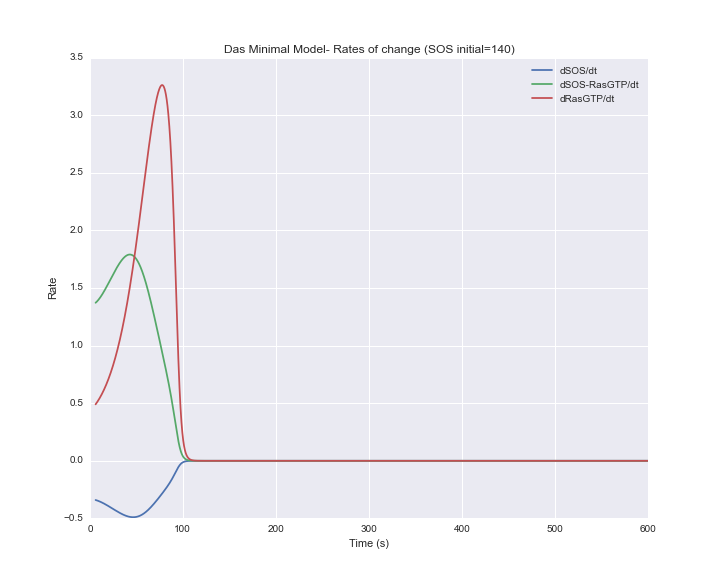 Das Minimal Model- Rates of change (SOS initial=140)
dSOS/dt
dSOS-RasGTP/dt
dRasGTP/dt
3.5
3.0
2.5
2.0
1.5
1.0
0.5
0.0
−0.5
Rate
0 100 200 300 400 500 600
Time (s)